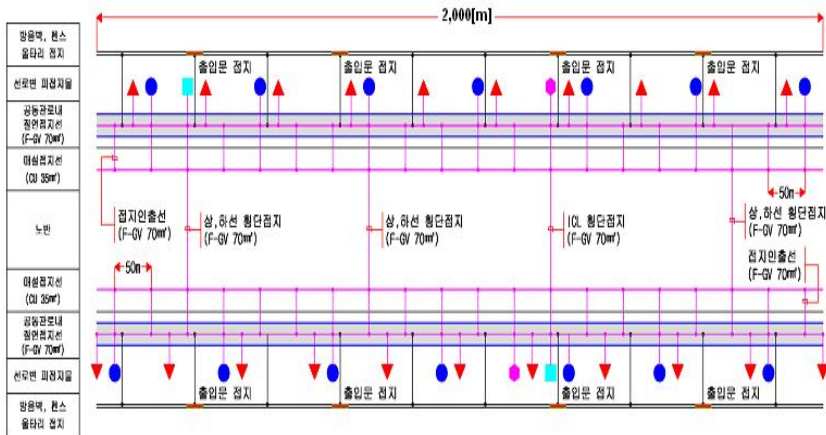 2,000[m]
방음벽, 펜스
울타리 접지
출입문 접지 출입문 접지 출입문 접지 출입문 접지
선로변 피접지물
공동관로내
절연접지선
(F-GV 70㎟)
매설접지선
(CU 35㎟)
50m
접지인출선
(F-GV 70㎟)
상,하선 횡단접지
(F-GV 70㎟)
상,하선 횡단접지
(F-GV 70㎟)
ICL 횡단접지
(F-GV 70㎟)
상,하선 횡단접지
(F-GV 70㎟)
노반
접지인출선
(F-GV 70㎟)
50m
매설접지선
(CU 35㎟)
공동관로내
절연접지선
(F-GV 70㎟)
선로변 피접지물
출입문 접지 출입문 접지 출입문 접지 출입문 접지
방음벽, 펜스
울타리 접지